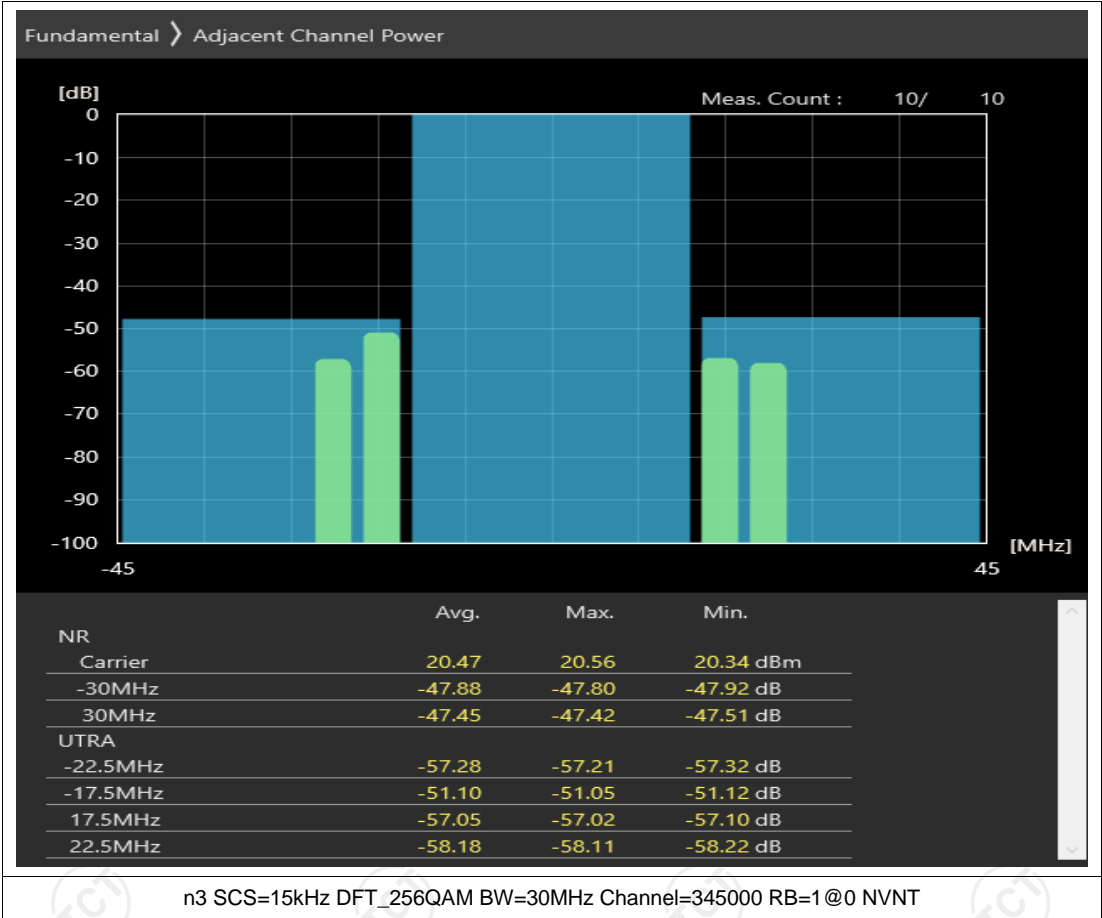 Fundamental ❯ Adjacent Channel Power
[dB]
Meas. Count : 10/ 10
0
-10
-20
-30
-40
-50
-60
-70
-80
-90
-100
[MHz]
-45 45
Avg. Max. Min.
NR
Carrier 20.47 20.56 20.34 dBm
-30MHz -47.88 -47.80 -47.92 dB
30MHz -47.45 -47.42 -47.51 dB
UTRA
-22.5MHz -57.28 -57.21 -57.32 dB
-17.5MHz -51.10 -51.05 -51.12 dB
17.5MHz -57.05 -57.02 -57.10 dB
22.5MHz -58.18 -58.11 -58.22 dB
n3 SCS=15kHz DFT_256QAM BW=30MHz Channel=345000 RB=1@0 NVNT
TCT TCT TCT TCT